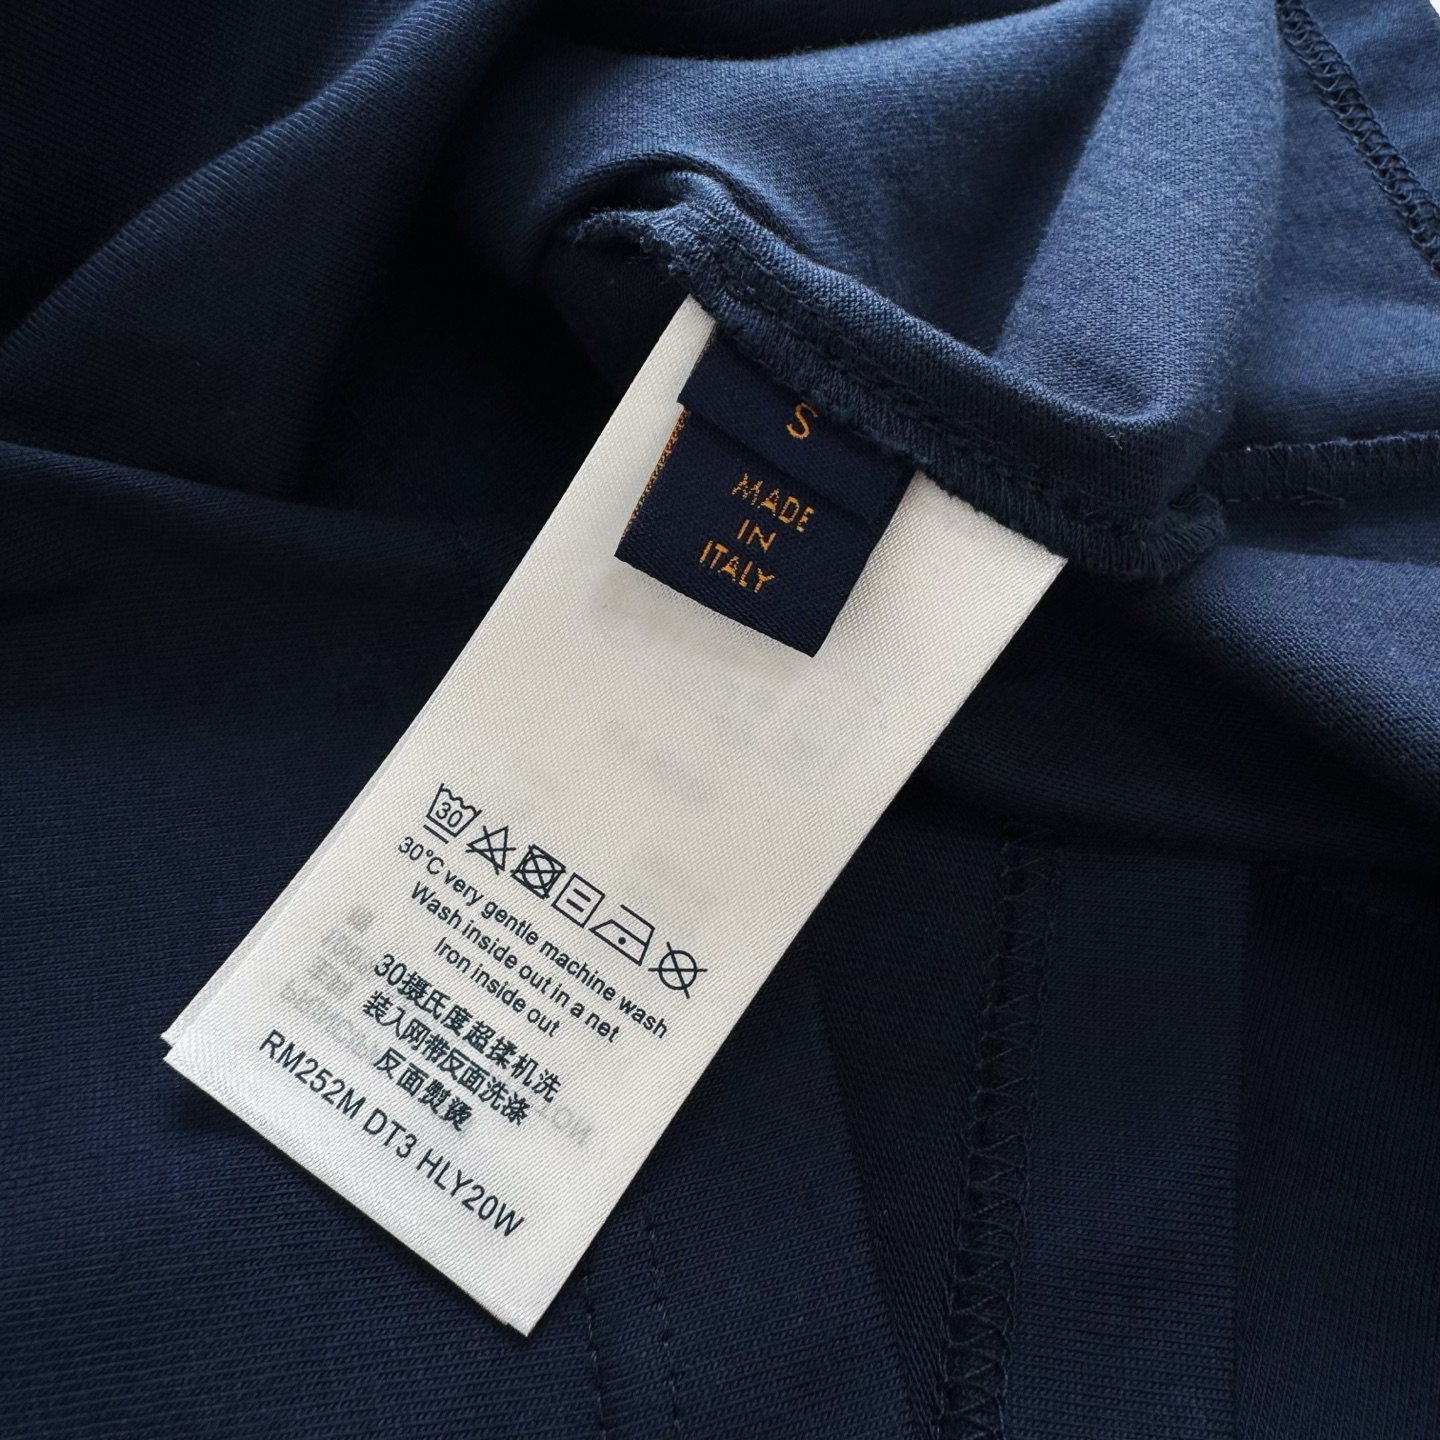 S
MADE
IN
ITALY
30
30°C very gentle machine wash
Wash inside out in a net
Iron inside out
30摄氏度超揉机洗
装入网带反面洗涤
反面熨烫
RM252M DT3 HLY20W